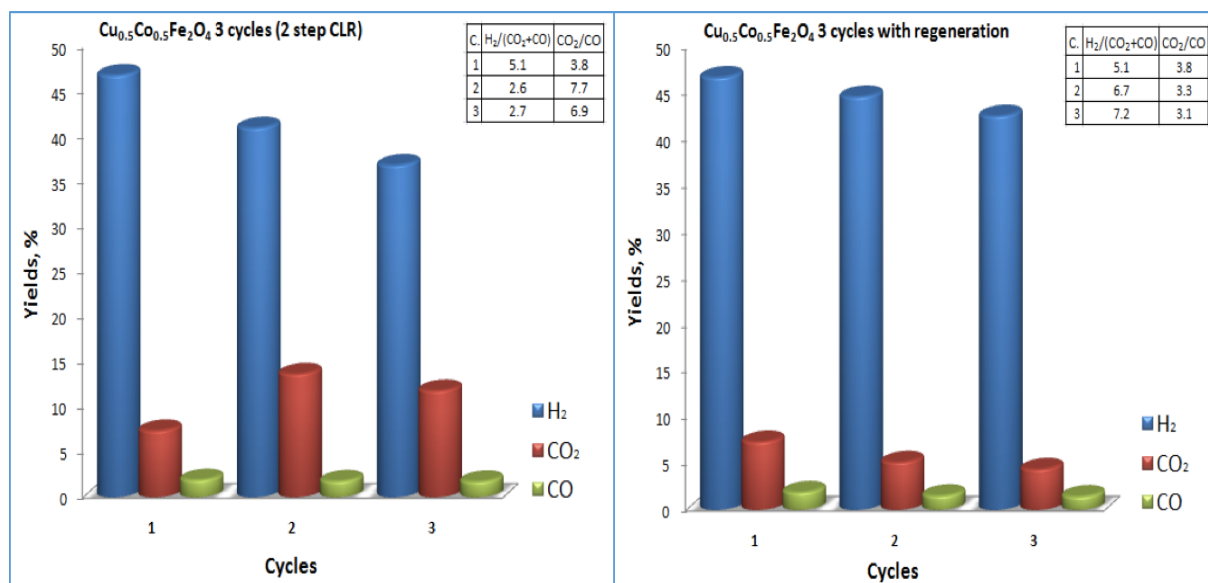 Cu₀.₅Co₀.₅Fe₂O₄ 3 cycles (2 step CLR)
C. H₂/(CO₂+CO) CO₂/CO
1 5.1 3.8
2 2.6 7.7
3 2.7 6.9
50
45
40
35
30
25
20
15
10
5
0
Yields, %
H₂
CO₂
CO
1 2 3
Cycles
Cu₀.₅Co₀.₅Fe₂O₄ 3 cycles with regeneration
C. H₂/(CO₂+CO) CO₂/CO
1 5.1 3.8
2 6.7 3.3
3 7.2 3.1
50
45
40
35
30
25
20
15
10
5
0
Yields, %
H₂
CO₂
CO
1 2 3
Cycles